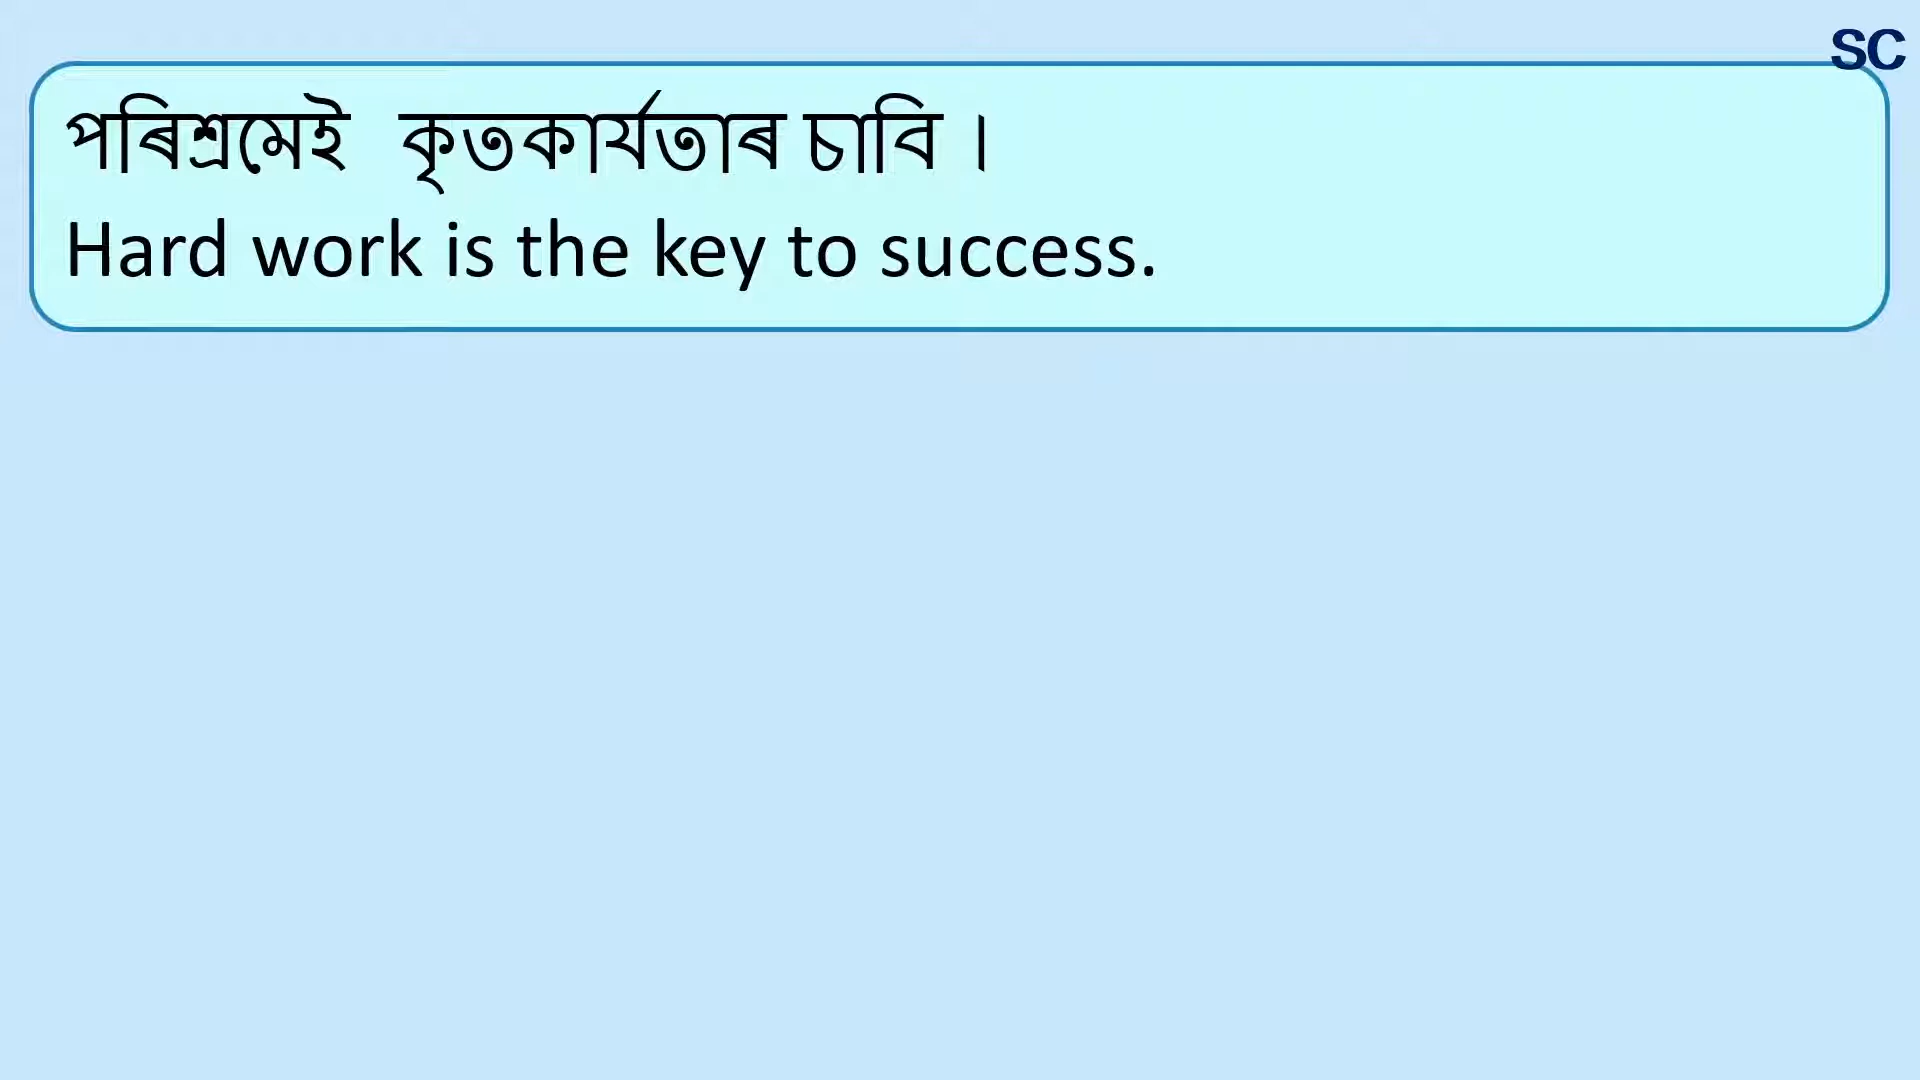 SC
পৰিশ্ৰমেই কৃতকাৰ্যতাৰ চাবি ।
Hard work is the key to success.